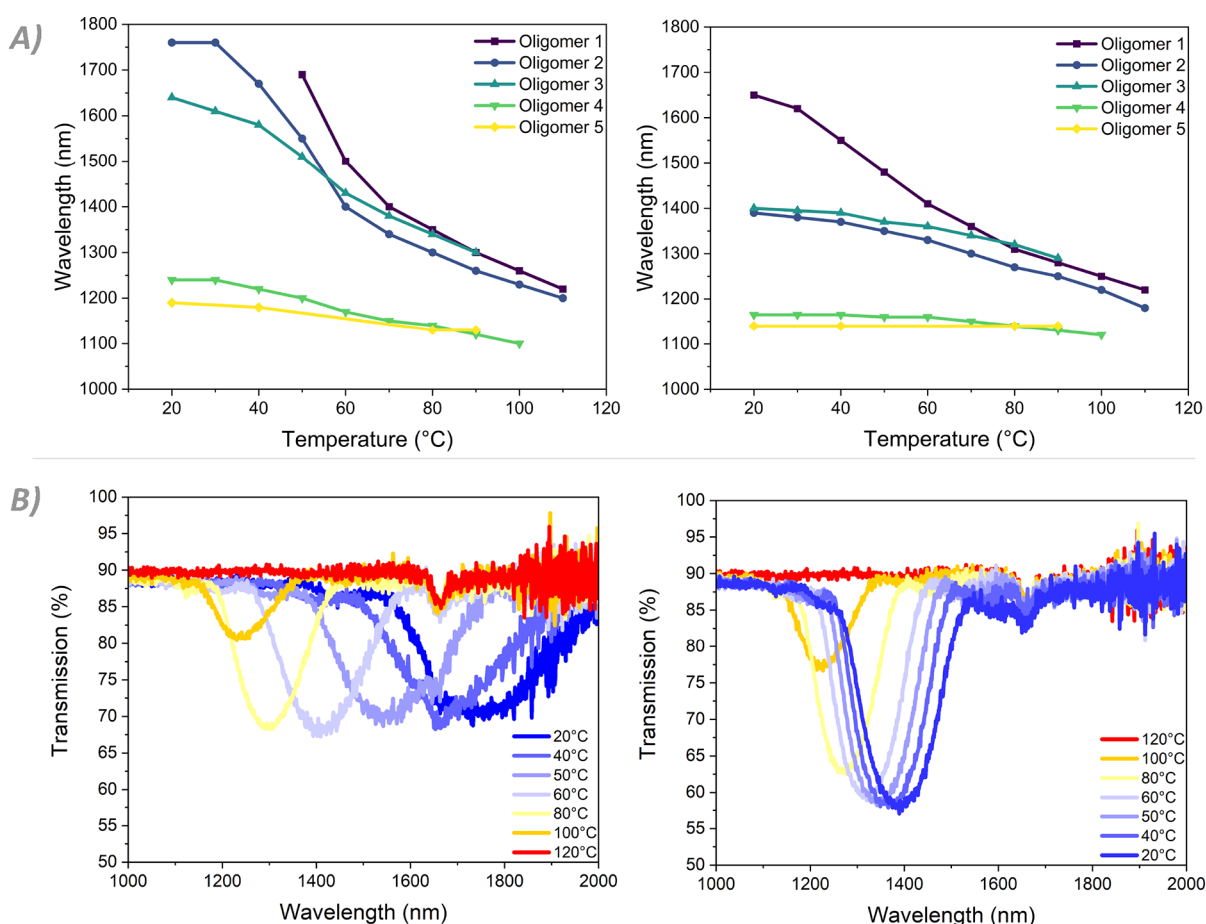 A)
1800
1700
1600
1500
1400
1300
1200
1100
1000
Wavelength (nm)
20
40
60
80
100
120
Temperature (°C)
Oligomer 1
Oligomer 2
Oligomer 3
Oligomer 4
Oligomer 5
1800
1700
1600
1500
1400
1300
1200
1100
1000
Wavelength (nm)
20
40
60
80
100
120
Temperature (°C)
Oligomer 1
Oligomer 2
Oligomer 3
Oligomer 4
Oligomer 5
B)
100
95
90
85
80
75
70
65
60
55
50
Transmission (%)
20°C
40°C
50°C
60°C
80°C
100°C
120°C
1000
1200
1400
1600
1800
2000
Wavelength (nm)
100
95
90
85
80
75
70
65
60
55
50
Transmission (%)
120°C
100°C
80°C
60°C
50°C
40°C
20°C
1000
1200
1400
1600
1800
2000
Wavelength (nm)